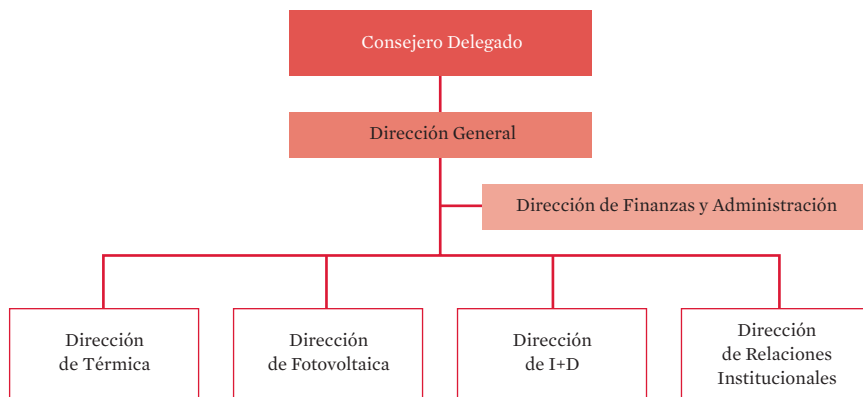 Consejero Delegado
Dirección General
Dirección de Finanzas y Administración
Dirección
de Térmica
Dirección
de Fotovoltaica
Dirección
de I+D
Dirección
de Relaciones
Institucionales